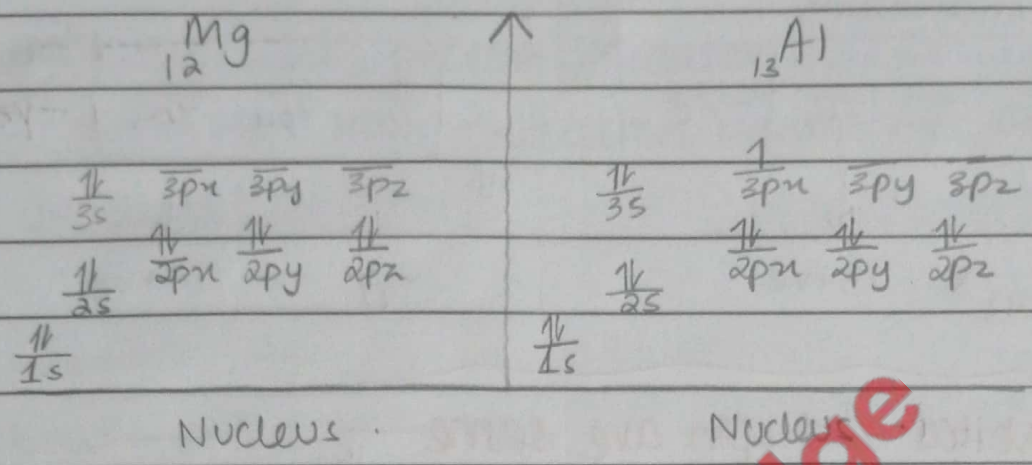 12Mg 13Al
1
3s 3px 3py 3pz 3s 3px 3py 3pz
2s 2px 2py 2pz 2s 2px 2py 2pz
1s 1s
Nucleus. Nucleus.